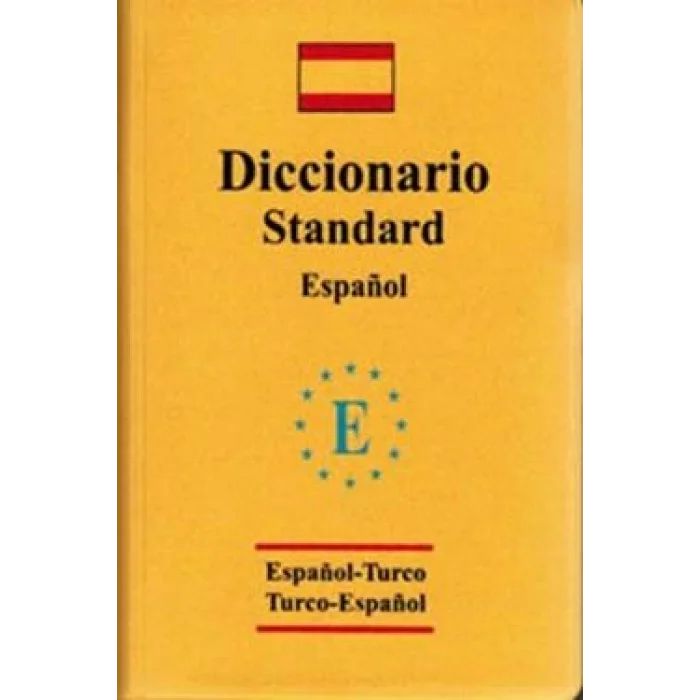 Diccionario
Standard
Español
E
Español-Turco
Turco-Español